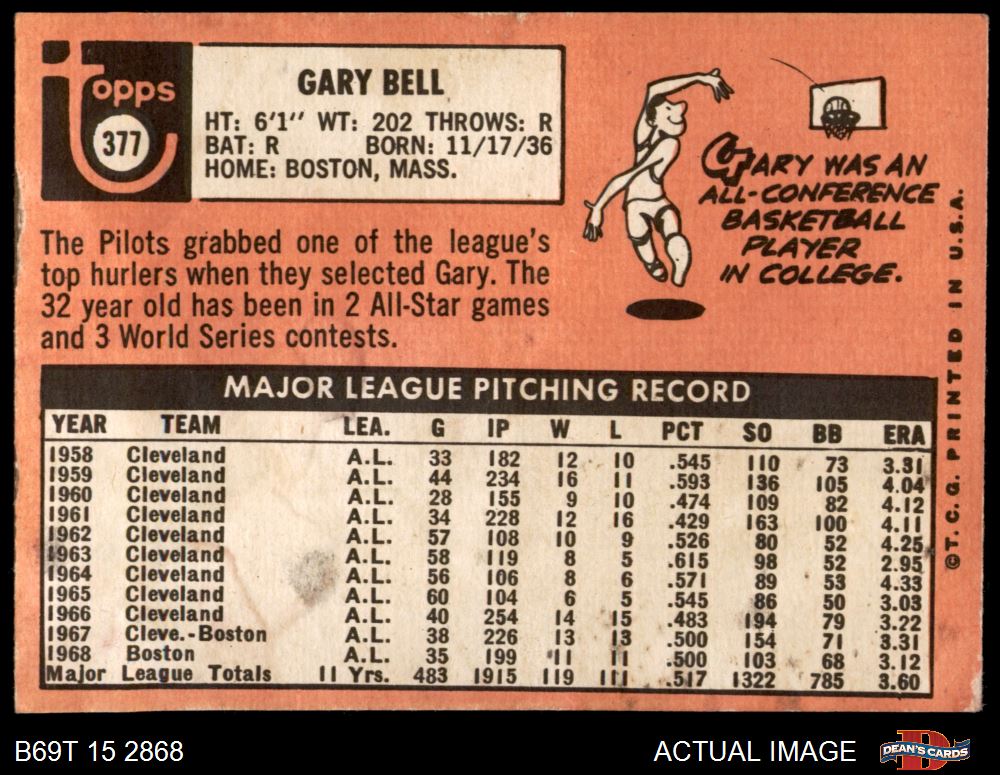 Topps
377
GARY BELL
HT: 6'1" WT: 202 THROWS: R
BAT: R BORN: 11/17/36
HOME: BOSTON, MASS.
The Pilots grabbed one of the league's
top hurlers when they selected Gary. The
32 year old has been in 2 All-Star games
and 3 World Series contests.
GARY WAS AN
ALL-CONFERENCE
BASKETBALL
PLAYER
IN COLLEGE.
MAJOR LEAGUE PITCHING RECORD
YEAR TEAM LEA. G IP W L PCT SO BB ERA
1958 Cleveland A.L. 33 182 12 10 .545 110 73 3.31
1959 Cleveland A.L. 44 234 16 11 .593 136 105 4.04
1960 Cleveland A.L. 28 155 9 10 .474 109 82 4.12
1961 Cleveland A.L. 34 228 12 16 .429 163 100 4.11
1962 Cleveland A.L. 57 108 10 9 .526 80 52 4.25
1963 Cleveland A.L. 58 119 8 5 .615 98 52 2.95
1964 Cleveland A.L. 56 106 8 6 .571 89 53 4.33
1965 Cleveland A.L. 60 104 6 5 .545 86 50 3.03
1966 Cleveland A.L. 40 254 14 15 .483 194 79 3.22
1967 Cleve.-Boston A.L. 38 226 13 13 .500 154 71 3.31
1968 Boston A.L. 35 199 11 11 .500 103 68 3.12
Major League Totals 11 Yrs. 483 1915 119 111 .517 1322 785 3.60
©T.C.G. PRINTED IN U.S.A.
B69T 15 2868
ACTUAL IMAGE
DEAN'S CARDS